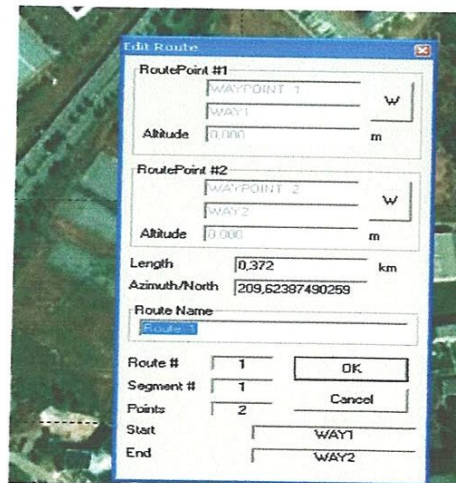 Edit Route
RoutePoint #1
WAYPOINT 1
W
WAY1
Altitude 0,000 m
RoutePoint #2
WAYPOINT 2
W
WAY2
Altitude 0,000 m
Length 0,372 km
Azimuth/North 209,62387490259
Route Name
Route 1
Route # 1 OK
Segment # 1
Points 2 Cancel
Start WAY1
End WAY2